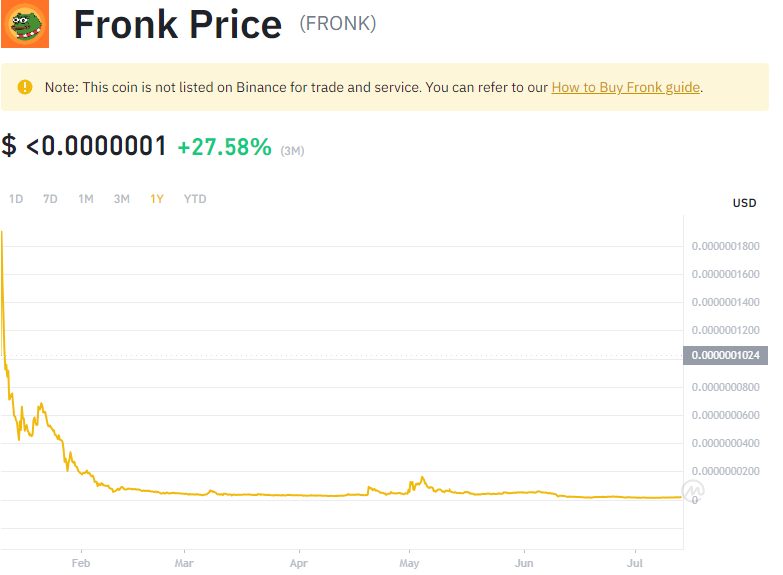 Fronk Price (FRONK)
Note: This coin is not listed on Binance for trade and service. You can refer to our How to Buy Fronk guide.
$ <0.0000001 +27.58% (3M)
1D 7D 1M 3M 1Y YTD
USD
0.0000001800
0.0000001600
0.0000001400
0.0000001200
0.0000001024
0.0000000800
0.0000000600
0.0000000400
0.0000000200
0
Feb Mar Apr May Jun Jul